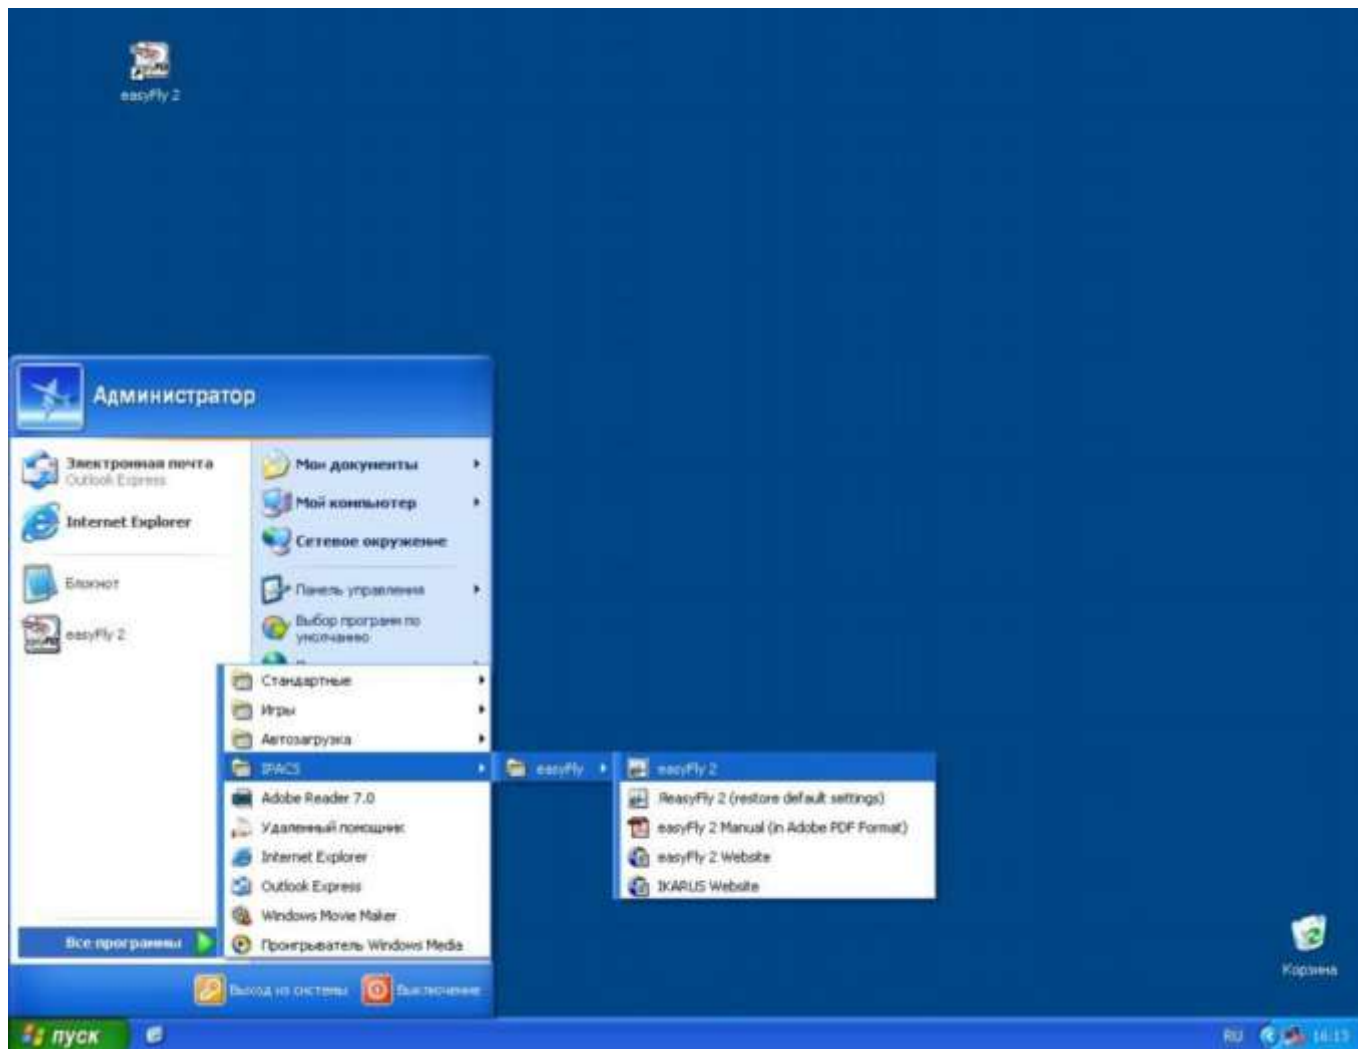 easyFly 2
Администратор
Электронная почта
Outlook Express
Internet Explorer
Блокнот
easyFly 2
Все программы
Мои документы
Мой компьютер
Сетевое окружение
Панель управления
Выбор программ по
умолчанию
Стандартные
Игры
Автозагрузка
IPACS
Adobe Reader 7.0
Удаленный помощник
Internet Explorer
Outlook Express
Windows Movie Maker
Проигрыватель Windows Media
easyFly
easyFly 2
easyFly 2 (restore default settings)
easyFly 2 Manual (in Adobe PDF Format)
easyFly 2 Website
IKARUS Website
Выход из системы
Выключение
Корзина
пуск
RU
16:13